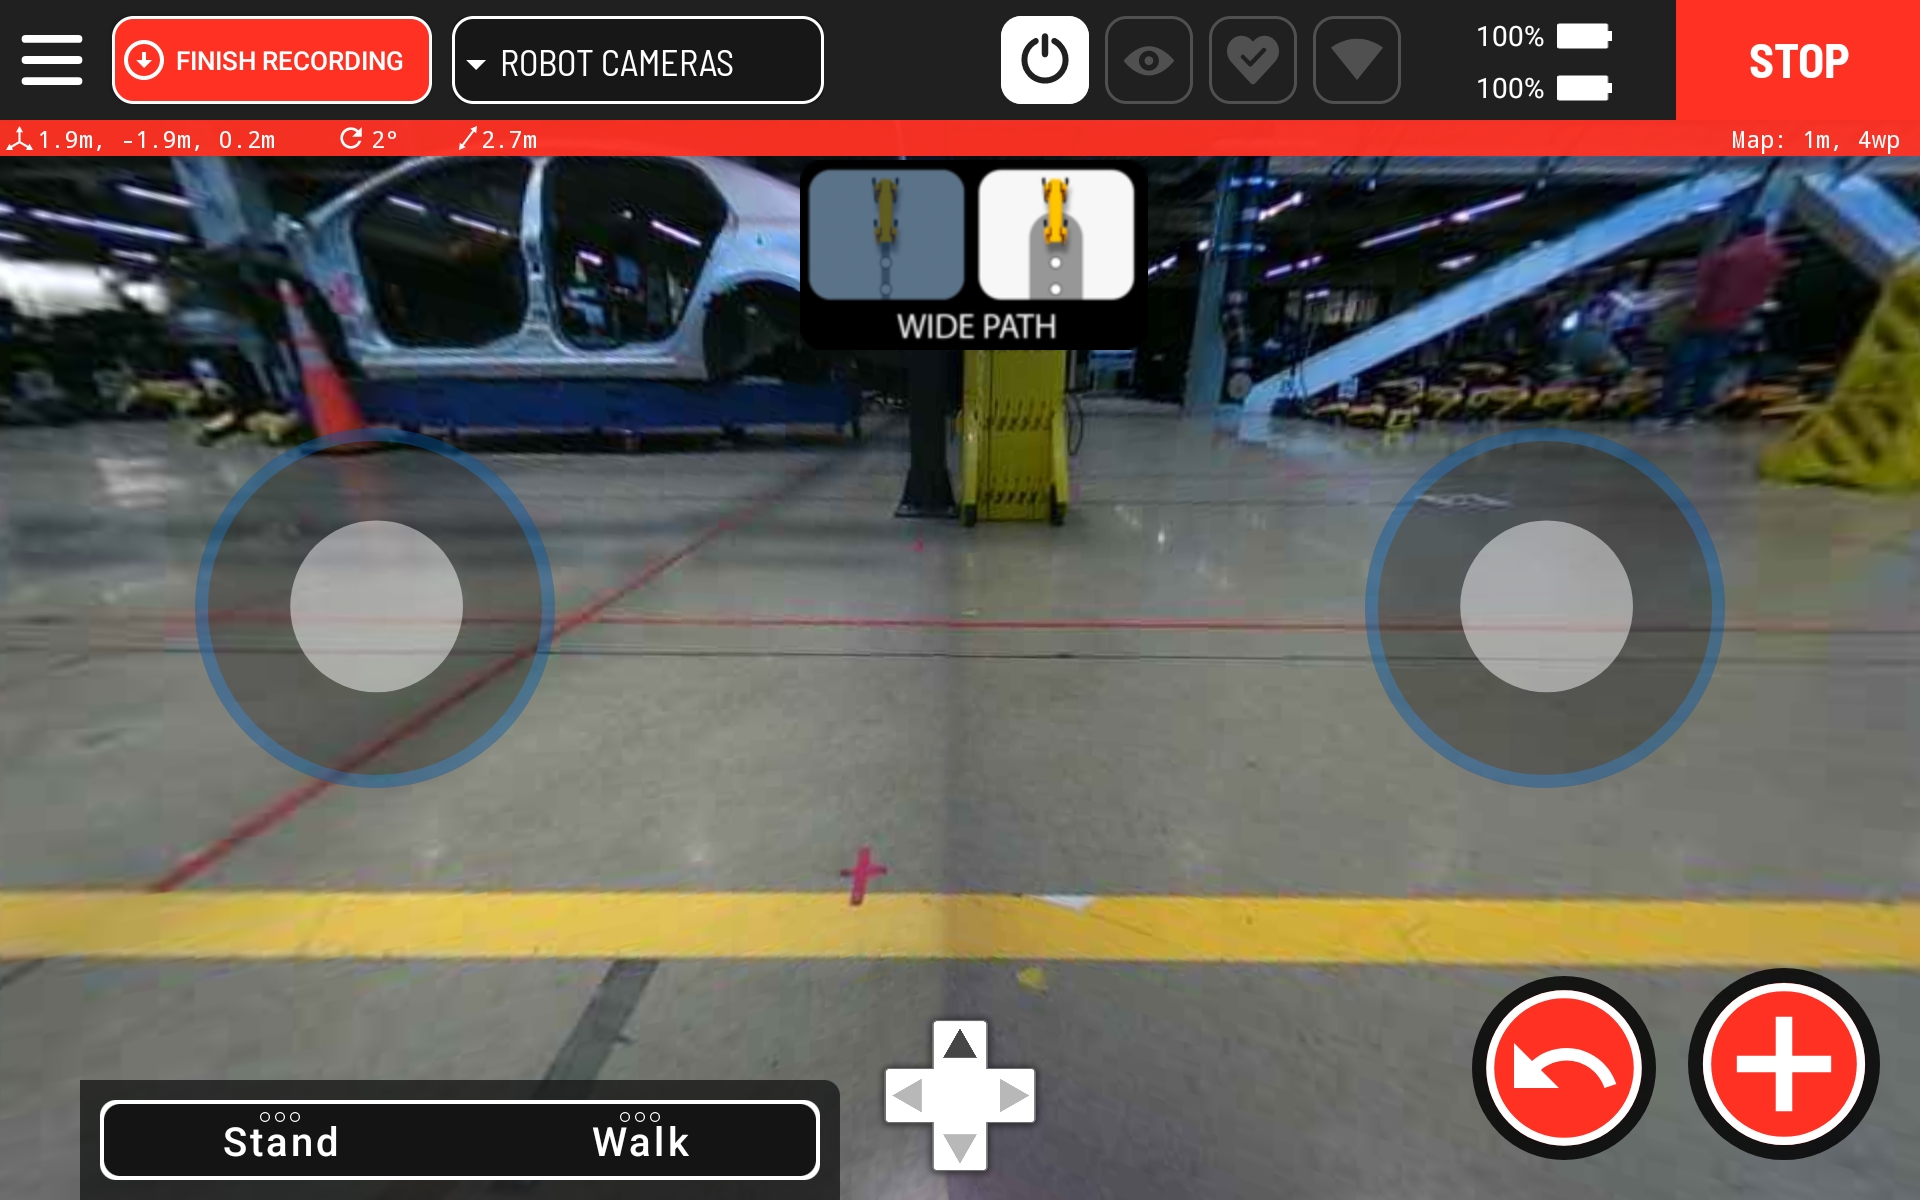 FINISH RECORDING
ROBOT CAMERAS
100%
100%
STOP
1.9m, -1.9m, 0.2m
2°
2.7m
Map: 1m, 4wp
WIDE PATH
Stand
Walk